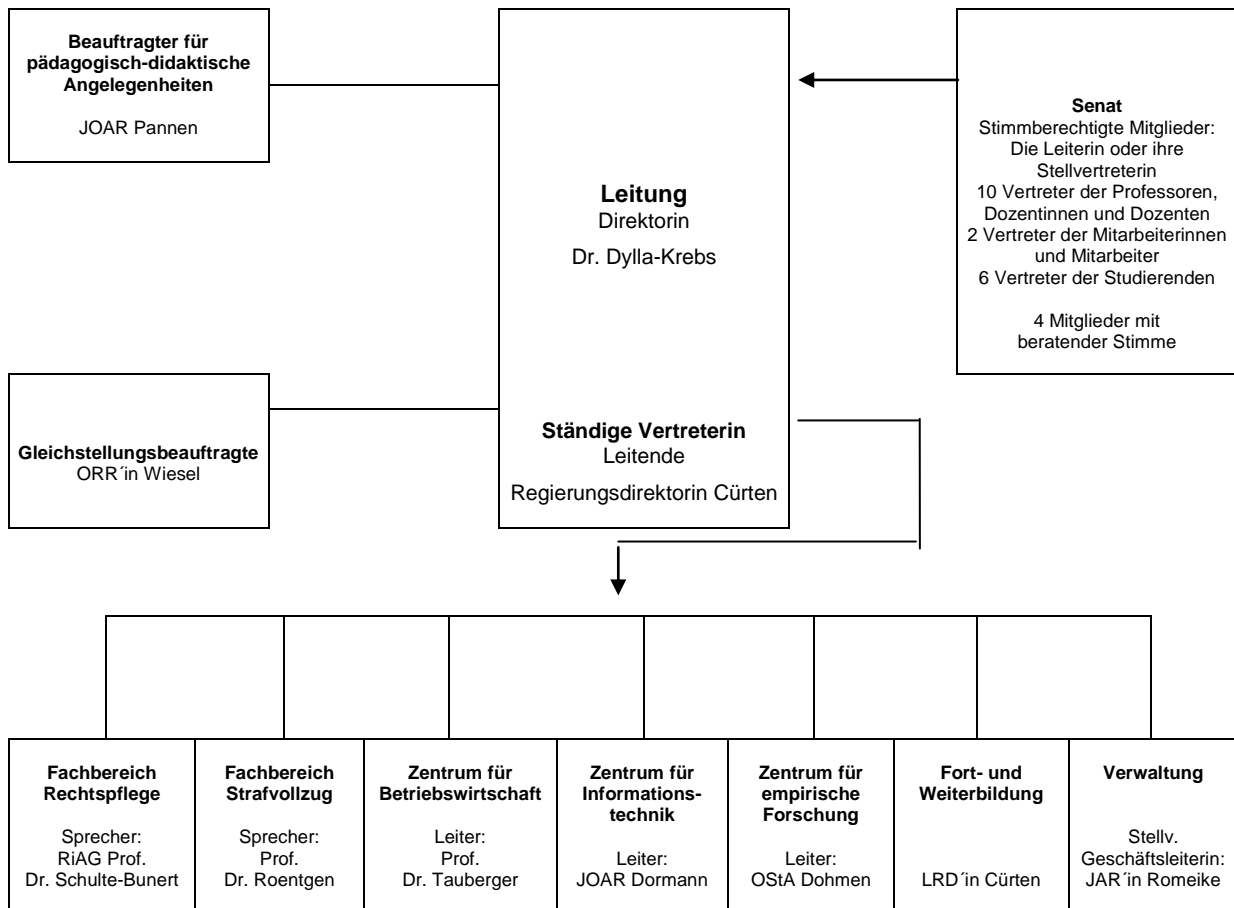 Beauftragter für
pädagogisch-didaktische
Angelegenheiten
JOAR Pannen
Leitung
Direktorin
Dr. Dylla-Krebs
Senat
Stimmberechtigte Mitglieder:
Die Leiterin oder ihre
Stellvertreterin
10 Vertreter der Professoren,
Dozentinnen und Dozenten
2 Vertreter der Mitarbeiterinnen
und Mitarbeiter
6 Vertreter der Studierenden
4 Mitglieder mit
beratender Stimme
Gleichstellungsbeauftragte
ORR´in Wiesel
Ständige Vertreterin
Leitende
Regierungsdirektorin Cürten
Fachbereich
Rechtspflege
Sprecher:
RiAG Prof.
Dr. Schulte-Bunert
Fachbereich
Strafvollzug
Sprecher:
Prof.
Dr. Roentgen
Zentrum für
Betriebswirtschaft
Leiter:
Prof.
Dr. Tauberger
Zentrum für
Informations-
technik
Leiter:
JOAR Dormann
Zentrum für
empirische
Forschung
Leiter:
OStA Dohmen
Fort- und
Weiterbildung
LRD´in Cürten
Verwaltung
Stellv.
Geschäftsleiterin:
JAR´in Romeike